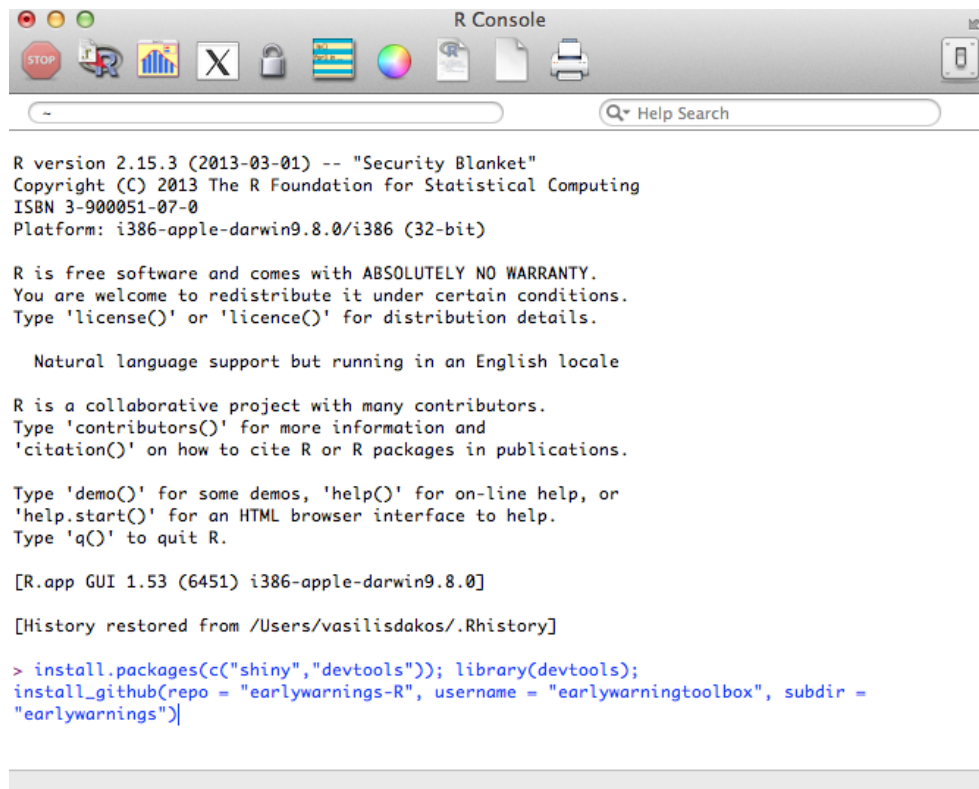 R Console
STOP
R
X
R
~
Help Search
R version 2.15.3 (2013-03-01) -- "Security Blanket"
Copyright (C) 2013 The R Foundation for Statistical Computing
ISBN 3-900051-07-0
Platform: i386-apple-darwin9.8.0/i386 (32-bit)
R is free software and comes with ABSOLUTELY NO WARRANTY.
You are welcome to redistribute it under certain conditions.
Type 'license()' or 'licence()' for distribution details.
Natural language support but running in an English locale
R is a collaborative project with many contributors.
Type 'contributors()' for more information and
'citation()' on how to cite R or R packages in publications.
Type 'demo()' for some demos, 'help()' for on-line help, or
'help.start()' for an HTML browser interface to help.
Type 'q()' to quit R.
[R.app GUI 1.53 (6451) i386-apple-darwin9.8.0]
[History restored from /Users/vasilisdakos/.Rhistory]
> install.packages(c("shiny","devtools")); library(devtools);
install_github(repo = "earlywarnings-R", username = "earlywarningtoolbox", subdir =
"earlywarnings")